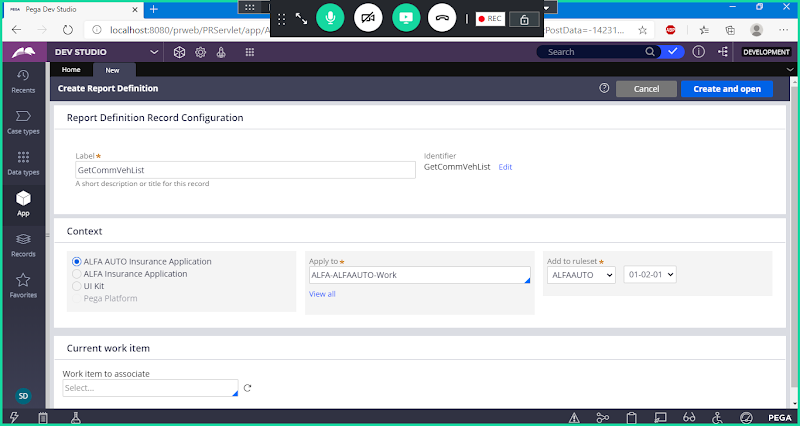 PEGA Pega Dev Studio
REC
localhost:8080/prweb/PRServlet/app/A
PostData=-14231...
ABP
DEV STUDIO
Search
DEVELOPMENT
Home
New
Recents
Create Report Definition
Cancel
Create and open
Report Definition Record Configuration
Case types
Label★
Identifier
GetCommVehList
GetCommVehList Edit
Data types
A short description or title for this record
App
Context
Records
ALFA AUTO Insurance Application
ALFA Insurance Application
UI Kit
Pega Platform
Apply to ★
ALFA-ALFAAUTO-Work
View all
Add to ruleset★
ALFAAUTO
01-02-01
Favorites
Current work item
Work item to associate
Select...
SD
PEGA